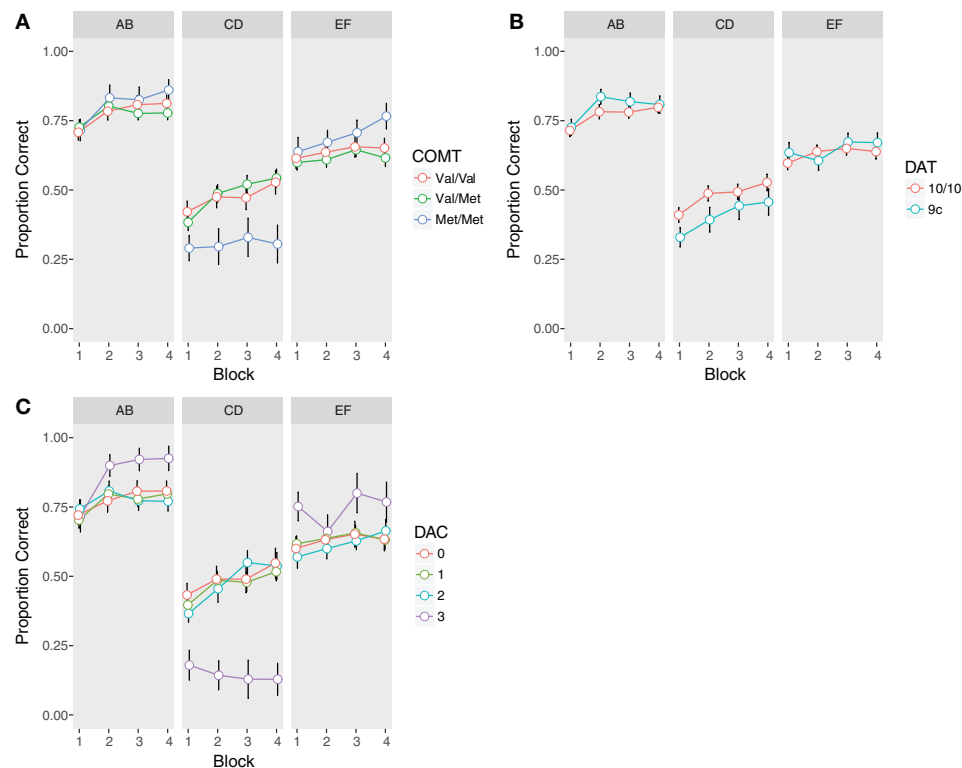 A
AB CD EF
1.00
0.75
0.50
0.25
0.00
Proportion Correct
1 2 3 4 1 2 3 4 1 2 3 4
Block
COMT
Val/Val
Val/Met
Met/Met
B
AB CD EF
1.00
0.75
0.50
0.25
0.00
Proportion Correct
1 2 3 4 1 2 3 4 1 2 3 4
Block
DAT
10/10
9c
C
AB CD EF
1.00
0.75
0.50
0.25
0.00
Proportion Correct
1 2 3 4 1 2 3 4 1 2 3 4
Block
DAC
0
1
2
3